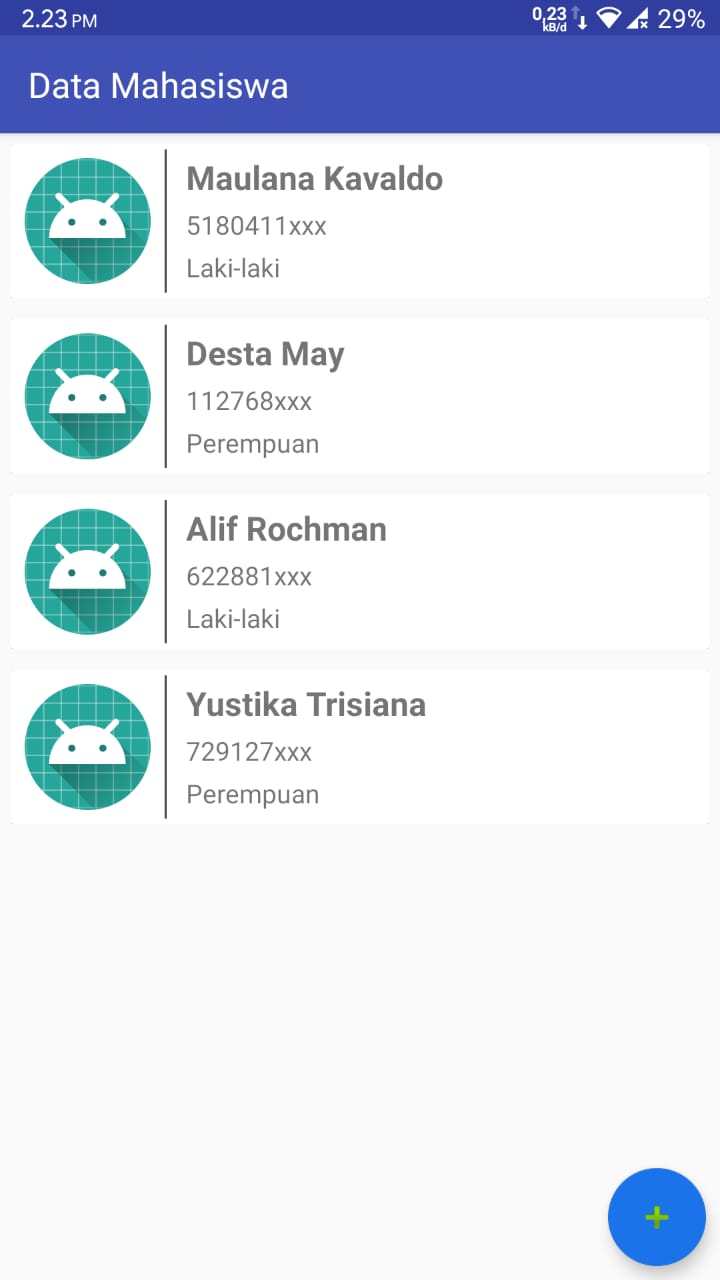 2.23 PM 0,23 kB/d 29%
Data Mahasiswa
Maulana Kavaldo
5180411xxx
Laki-laki
Desta May
112768xxx
Perempuan
Alif Rochman
622881xxx
Laki-laki
Yustika Trisiana
729127xxx
Perempuan
+